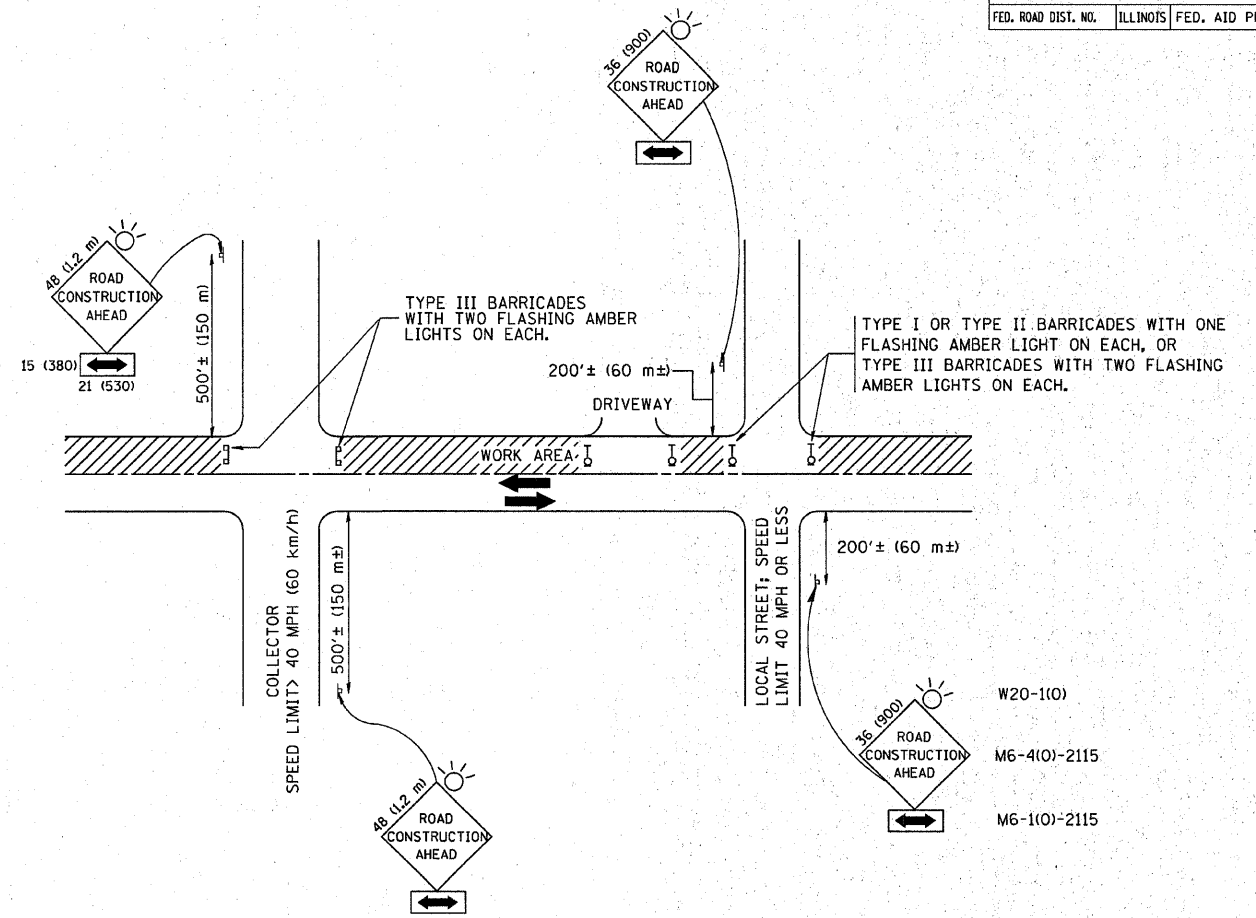 FED. ROAD DIST. NO. ILLINOIS FED. AID
36 (900)
ROAD
CONSTRUCTION
AHEAD
48 (1.2 m)
ROAD
CONSTRUCTION
AHEAD
15 (380)
21 (530)
500'± (150 m)
TYPE III BARRICADES
WITH TWO FLASHING AMBER
LIGHTS ON EACH.
200'± (60 m±)
DRIVEWAY
TYPE I OR TYPE II BARRICADES WITH ONE
FLASHING AMBER LIGHT ON EACH, OR
TYPE III BARRICADES WITH TWO FLASHING
AMBER LIGHTS ON EACH.
WORK AREA
COLLECTOR
SPEED LIMIT> 40 MPH (60 km/h)
500'± (150 m±)
LOCAL STREET; SPEED
LIMIT 40 MPH OR LESS
200'± (60 m±)
48 (1.2 m)
ROAD
CONSTRUCTION
AHEAD
36 (900)
ROAD
CONSTRUCTION
AHEAD
W20-1(O)
M6-4(O)-2115
M6-1(O)-2115